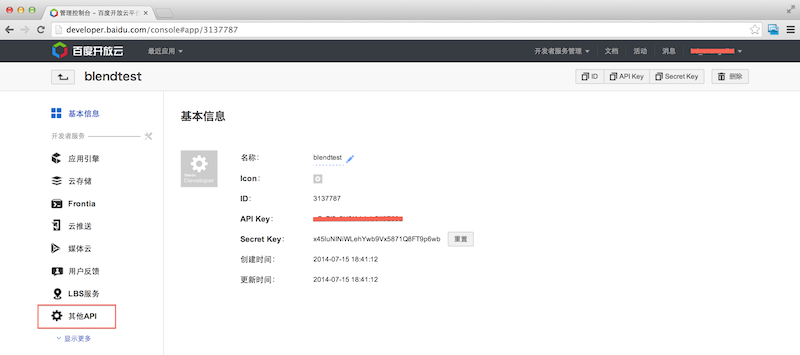 管理控制台 - 百度开放云平
developer.baidu.com/console#app/3137787
百度开放云 最近应用 开发者服务管理 文档 活动 消息
blendtest ID API Key Secret Key 删除
基本信息
开发者服务
应用引擎
云存储
Frontia
云推送
媒体云
用户反馈
LBS服务
其他API
显示更多
基本信息
名称: blendtest
Icon:
ID: 3137787
API Key:
Secret Key: x45IuNINiWLehYwb9Vx5871Q8FT9p6wb 重置
创建时间: 2014-07-15 18:41:12
更新时间: 2014-07-15 18:41:12